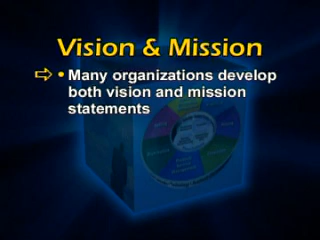 Vision & Mission
• Many organizations develop
both vision and mission
statements